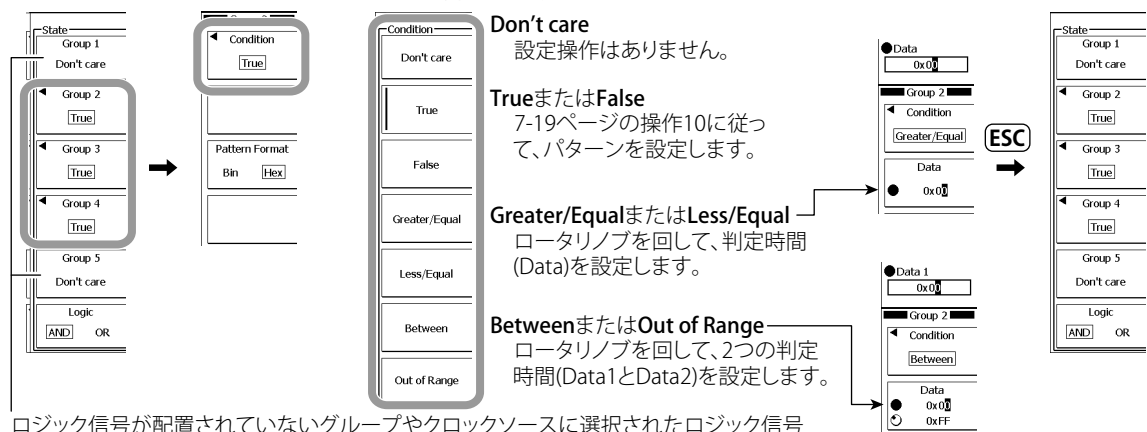 State
Group 1
Don't care
Group 2
True
Group 3
True
Group 4
True
Group 5
Don't care
Logic
AND OR
Condition
True
Pattern Format
Bin Hex
Condition
Don't care
True
False
Greater/Equal
Less/Equal
Between
Out of Range
Don't care
設定操作はありません。
TrueまたはFalse
7-19ページの操作10に従っ
て、パターンを設定します。
Greater/EqualまたはLess/Equal
ロータリノブを回して、判定時間
(Data)を設定します。
BetweenまたはOut of Range
ロータリノブを回して、2つの判定
時間(Data1とData2)を設定します。
Data
0x00
Group 2
Condition
Greater/Equal
Data
0x00
Data 1
0x00
Group 2
Condition
Between
Data
0x00
0xFF
ESC
State
Group 1
Don't care
Group 2
True
Group 3
True
Group 4
True
Group 5
Don't care
Logic
AND OR
ロジック信号が配置されていないグループやクロックソースに選択されたロジック信号